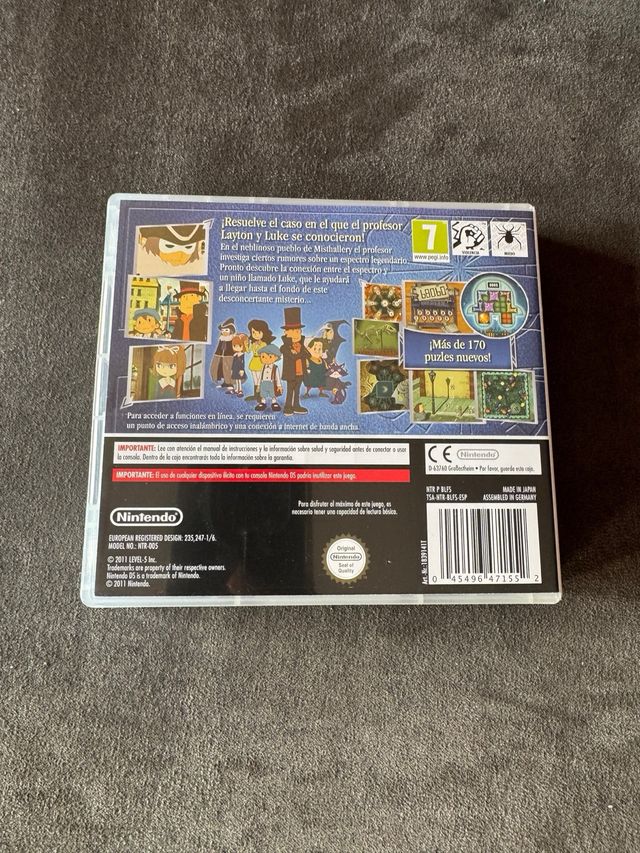 ¡Resuelve el caso en el que el profesor
Layton y Luke se conocieron!
En el neblinoso pueblo de Misthallery el profesor
investiga ciertos rumores sobre un espectro legendario.
Pronto descubre la conexión entre el espectro y
un niño llamado Luke, que le ayudará
a llegar hasta el fondo de este
desconcertante misterio...
7
www.pegi.info
VIOLENCIA
MIEDO
¡Más de 170
puzles nuevos!
Para acceder a funciones en línea, se requieren
un punto de acceso inalámbrico y una conexión a internet de banda ancha.
IMPORTANTE: Lee con atención el manual de instrucciones y la información sobre salud y seguridad antes de conectar o usar
la consola. Dentro de la caja encontrarás toda la información sobre la garantía.
IMPORTANTE: El uso de cualquier dispositivo ilícito con tu consola Nintendo DS podría inutilizar este juego.
CE Nintendo
D-63760 Großostheim • Por favor, guarda esta caja.
Para disfrutar al máximo de este juego, es
necesario tener una capacidad de lectura básica.
NTR P BLFS MADE IN JAPAN
TSA-NTR-BLFS-ESP ASSEMBLED IN GERMANY
Nintendo
EUROPEAN REGISTERED DESIGN: 235,247-1/6.
MODEL NO.: NTR-005
© 2011 LEVEL-5 Inc.
Trademarks are property of their respective owners.
Nintendo DS is a trademark of Nintendo.
© 2011 Nintendo.
Original
Nintendo
Seal of
Quality
Art.-Nr.: 1839141T
0 45496 47155 2